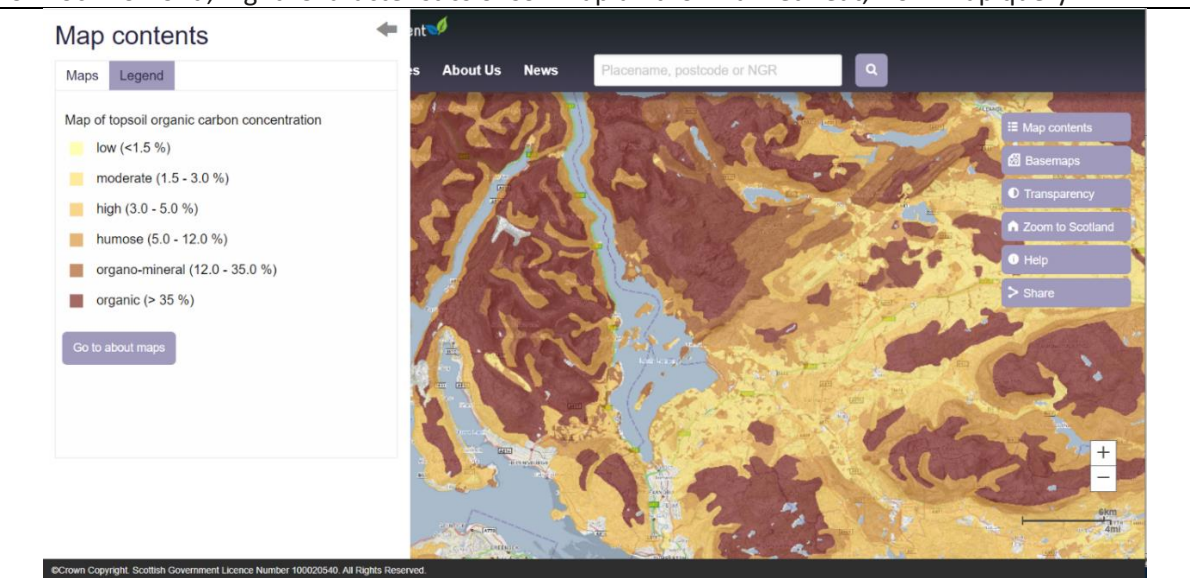 Map contents
Maps Legend
Map of topsoil organic carbon concentration
low (<1.5 %)
moderate (1.5 - 3.0 %)
high (3.0 - 5.0 %)
humose (5.0 - 12.0 %)
organo-mineral (12.0 - 35.0 %)
organic (> 35 %)
Go to about maps
About Us News
Placename, postcode or NGR
Map contents
Basemaps
Transparency
Zoom to Scotland
Help
Share
+
−
6km
4mi
©Crown Copyright. Scottish Government Licence Number 100020540. All Rights Reserved.